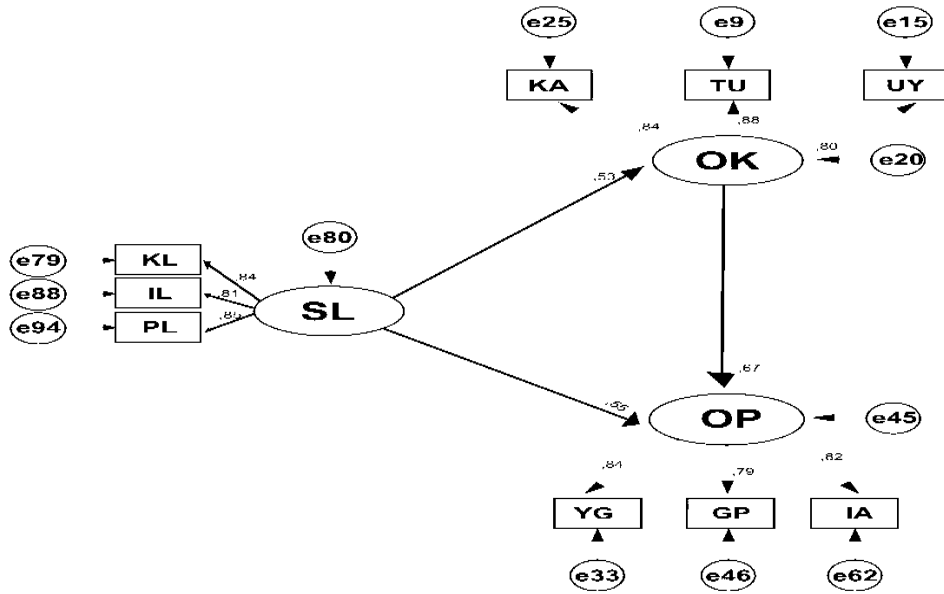 e25 e9 e15
KA TU UY
,84 ,88 ,80
OK e20
,53
e80
e79 KL ,84
e88 IL ,81 SL
e94 PL ,85
,67
,55 OP e45
,84 ,79 ,82
YG GP IA
e33 e46 e62